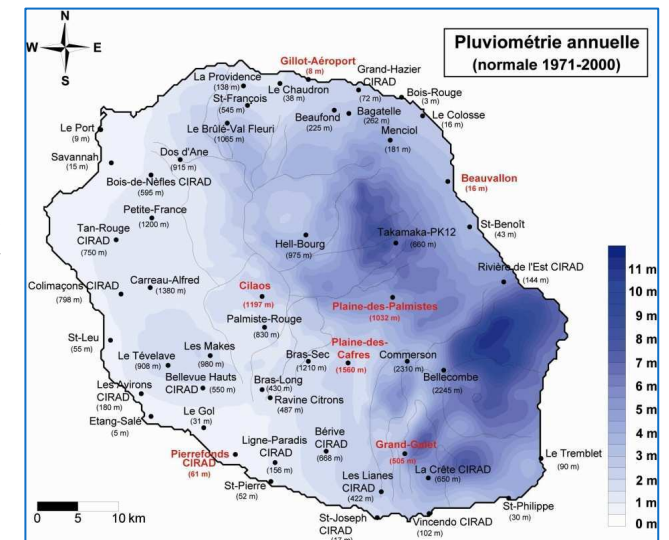 N
W E
S
Pluviométrie annuelle
(normale 1971-2000)
Gillot-Aéroport
(8 m)
La Providence
(138 m)
Le Chaudron
(38 m)
Grand-Hazier
CIRAD
(72 m)
Bois-Rouge
(3 m)
St-François
(545 m)
Beaufond
(225 m)
Bagatelle
(262 m)
Le Colosse
(16 m)
Le Port
(9 m)
Le Brûlé-Val Fleuri
(1065 m)
Menciol
(181 m)
Savannah
(15 m)
Dos d'Ane
(915 m)
Bois-de-Nèfles CIRAD
(595 m)
Beauvallon
(16 m)
Petite-France
(1200 m)
Tan-Rouge
CIRAD
(750 m)
Hell-Bourg
(975 m)
Takamaka-PK12
(660 m)
St-Benoît
(43 m)
Rivière de l'Est CIRAD
(144 m)
Colimaçons CIRAD
(798 m)
Carreau-Alfred
(1380 m)
Cilaos
(1197 m)
Plaine-des-Palmistes
(1032 m)
Palmiste-Rouge
(830 m)
St-Leu
(55 m)
Le Tévelave
(908 m)
Les Makes
(980 m)
Bras-Sec
(1210 m)
Plaine-des-
Cafres
(1560 m)
Commerson
(2310 m)
Bellecombe
(2245 m)
Les Avirons
CIRAD
(180 m)
Bellevue Hauts
CIRAD (550 m)
Bras-Long
(430 m)
Ravine Citrons
(487 m)
Etang-Salé
(5 m)
Le Gol
(31 m)
Pierrefonds
CIRAD
(61 m)
Ligne-Paradis
CIRAD
(156 m)
Bérive
CIRAD
(668 m)
Grand-Galet
(505 m)
La Crête CIRAD
(650 m)
Le Tremblet
(90 m)
St-Pierre
(52 m)
Les Lianes
CIRAD
(422 m)
St-Joseph
CIRAD
(17 m)
Vincendo CIRAD
(102 m)
St-Philippe
(30 m)
11 m
10 m
9 m
8 m
7 m
6 m
5 m
4 m
3 m
2 m
1 m
0 m
0 5 10 km